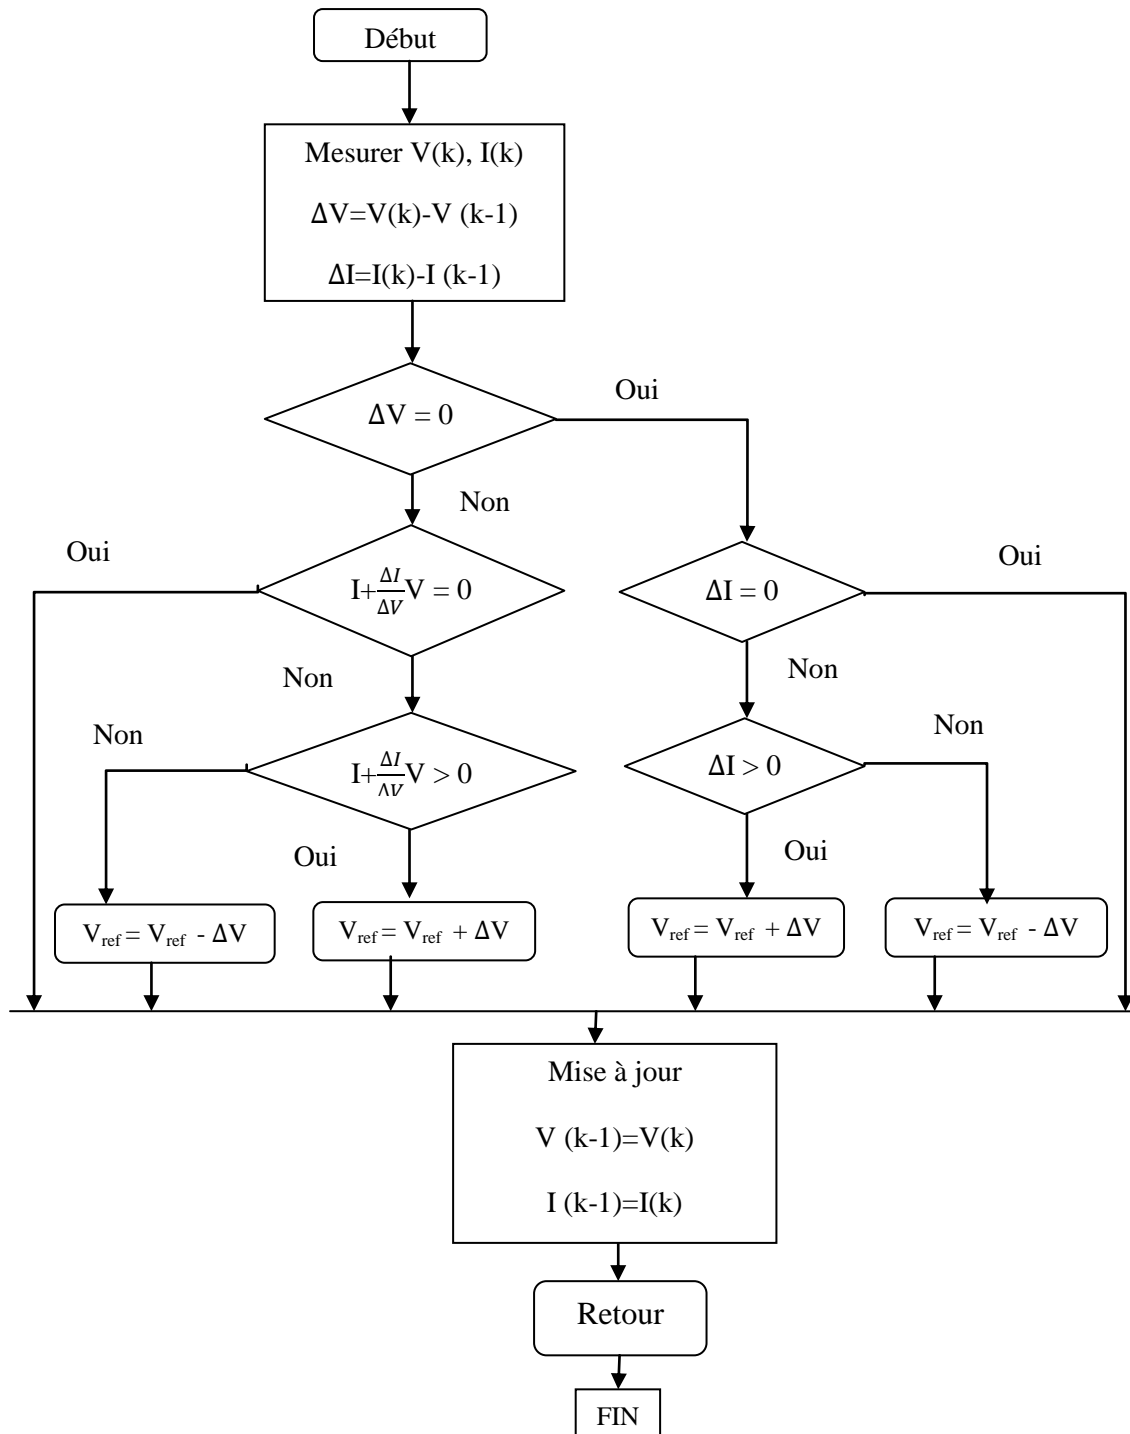 Début
Mesurer V(k), I(k)
ΔV=V(k)-V (k-1)
ΔI=I(k)-I (k-1)
ΔV = 0
Oui
Non
Oui
I+ΔI/ΔV V = 0
ΔI = 0
Oui
Non
Non
Non
I+ΔI/ΔV V > 0
ΔI > 0
Non
Oui
Oui
Vref = Vref - ΔV
Vref = Vref + ΔV
Vref = Vref + ΔV
Vref = Vref - ΔV
Mise à jour
V (k-1)=V(k)
I (k-1)=I(k)
Retour
FIN